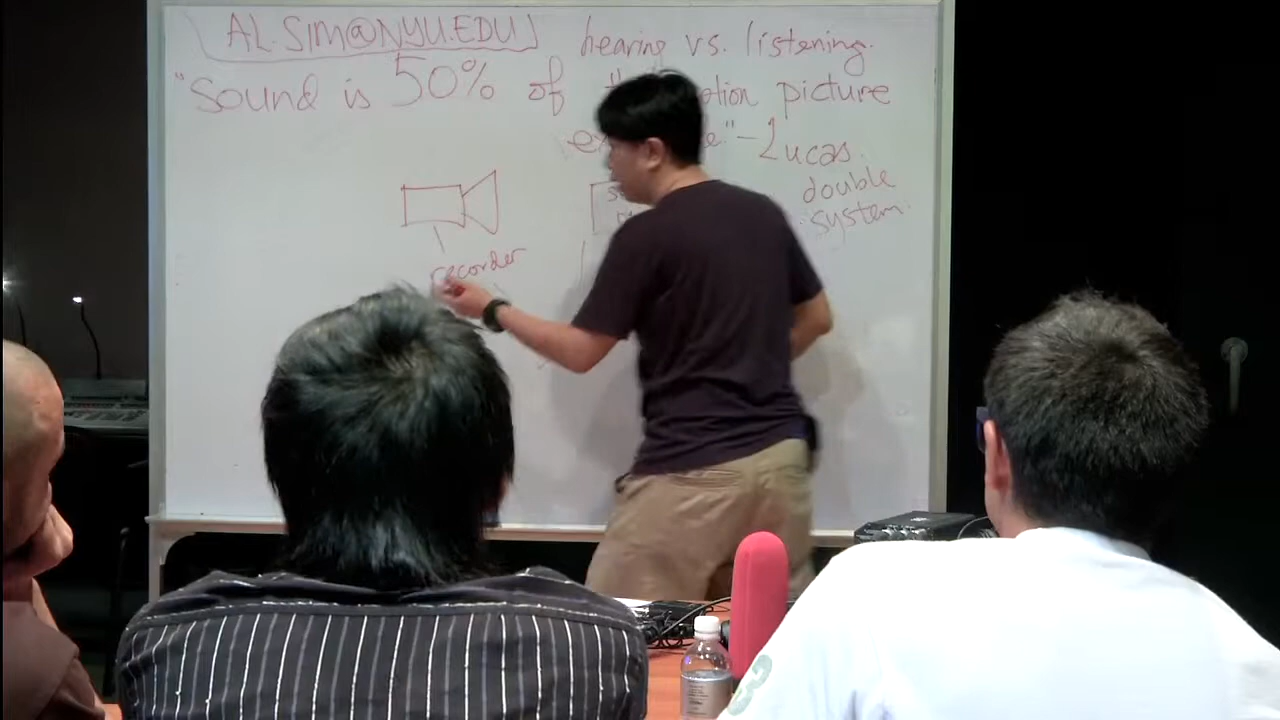 AL.SIM@NYU.EDU hearing vs. listening.
"Sound is 50% of picture
Lucas
double
system.
recorder